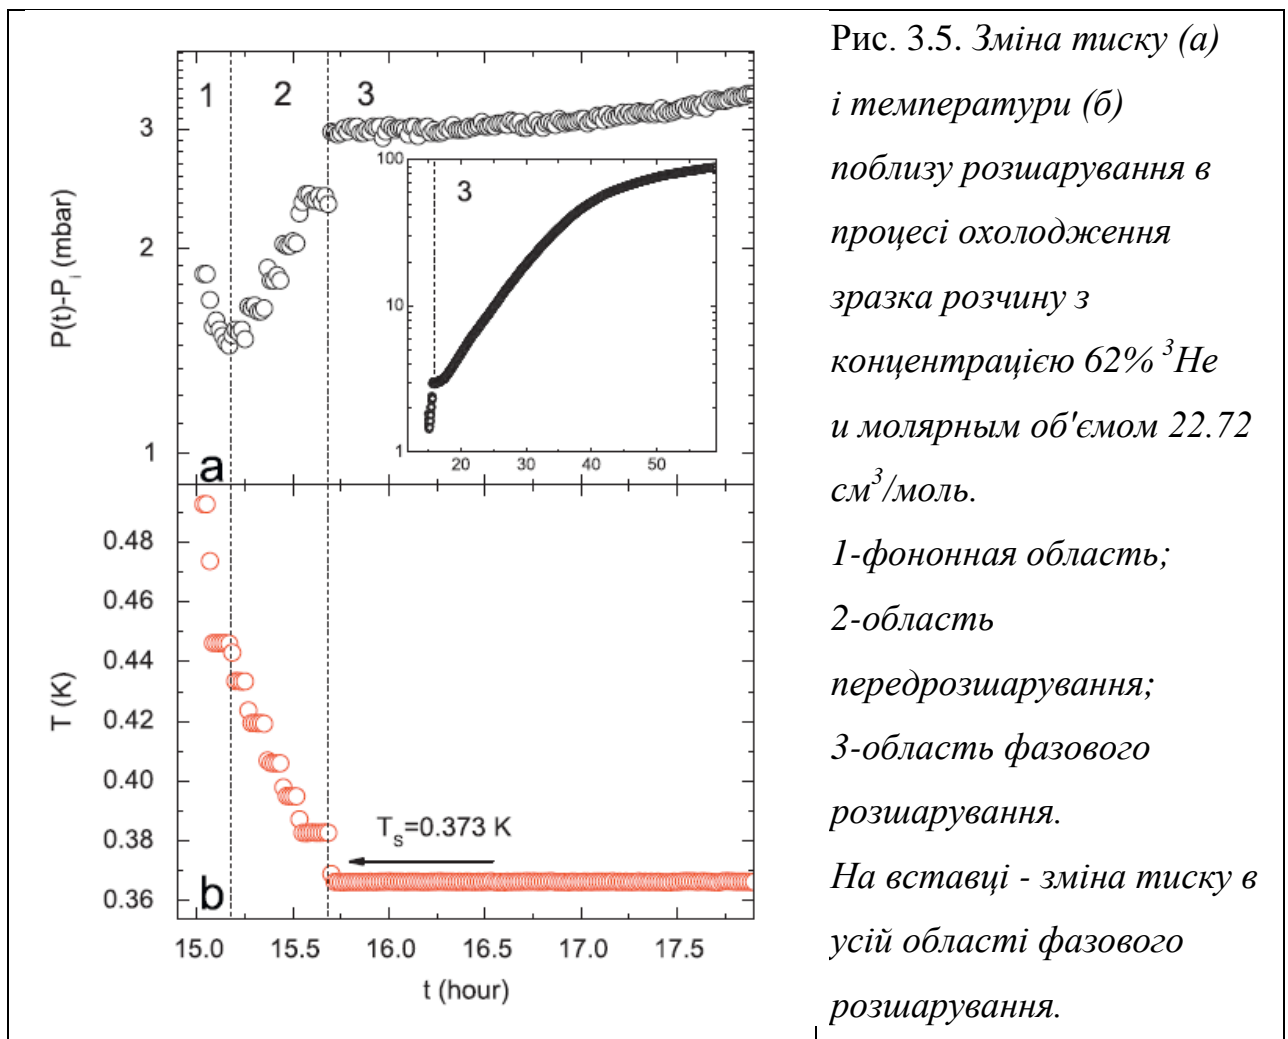 1
2
3
3
2
1
P(t)-Pᵢ (mbar)
a
100
10
1
3
20
30
40
50
0.48
0.46
0.44
0.42
0.40
0.38
0.36
T (K)
b
Tₛ=0.373 K
15.0
15.5
16.0
16.5
17.0
17.5
t (hour)
Рис. 3.5. Зміна тиску (а)
і температури (б)
поблизу розшарування в
процесі охолодження
зразка розчину з
концентрацією 62% ³Не
и молярным об'ємом 22.72
см³/моль.
1-фононная область;
2-область
передрозшарування;
3-область фазового
розшарування.
На вставці - зміна тиску в
усій області фазового
розшарування.